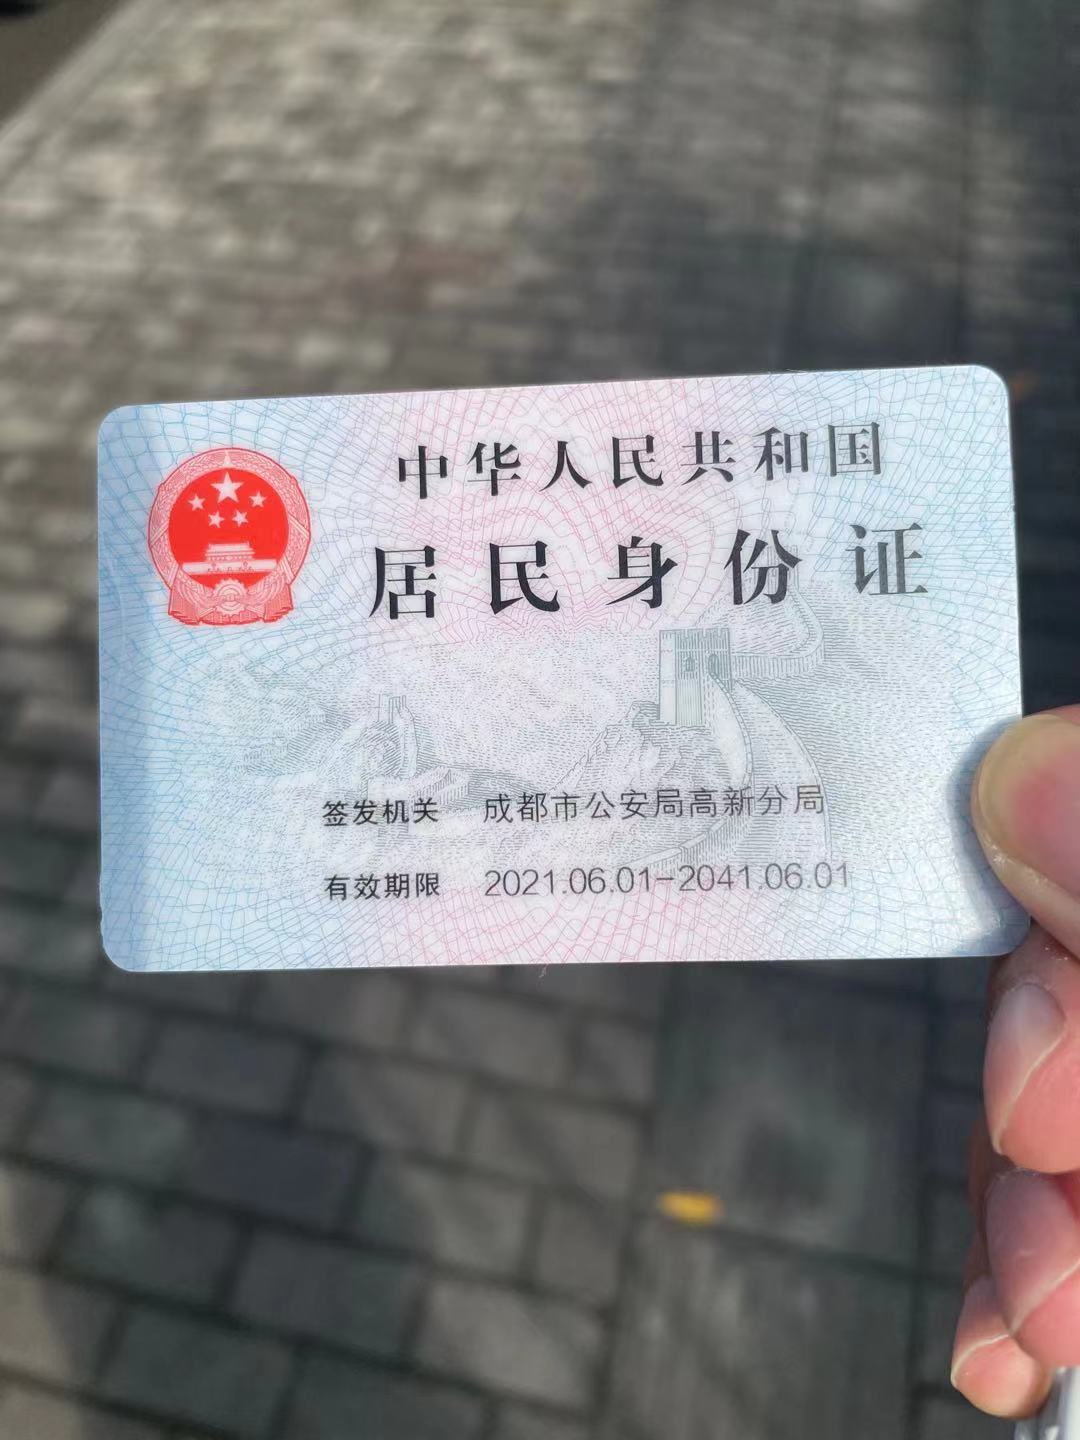 中华人民共和国
居民身份证
签发机关 成都市公安局高新分局
有效期限 2021.06.01-2041.06.01